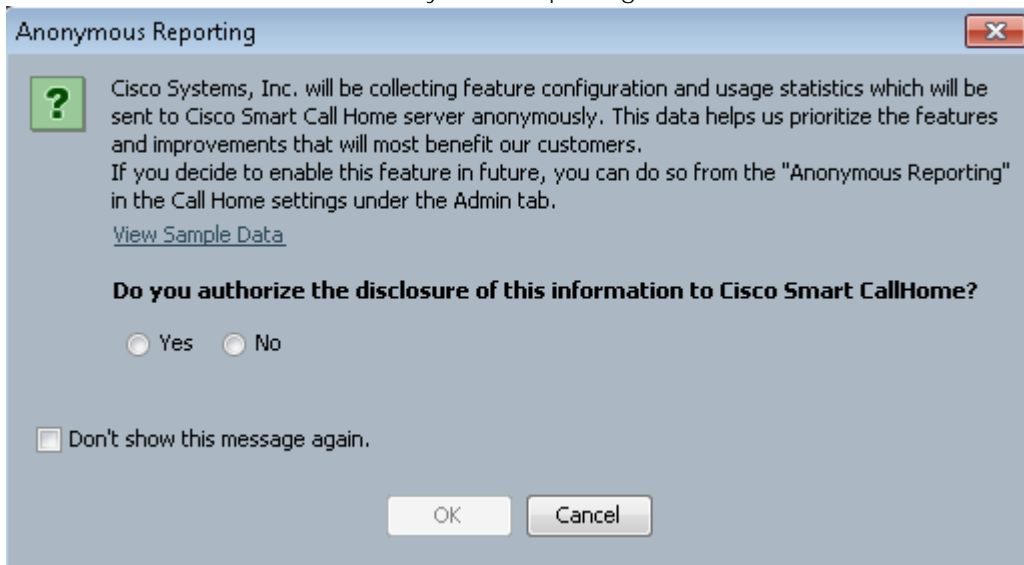 Anonymous Reporting
Cisco Systems, Inc. will be collecting feature configuration and usage statistics which will be
sent to Cisco Smart Call Home server anonymously. This data helps us prioritize the features
and improvements that will most benefit our customers.
If you decide to enable this feature in future, you can do so from the "Anonymous Reporting"
in the Call Home settings under the Admin tab.
View Sample Data
Do you authorize the disclosure of this information to Cisco Smart CallHome?
Yes No
Don't show this message again.
OK Cancel